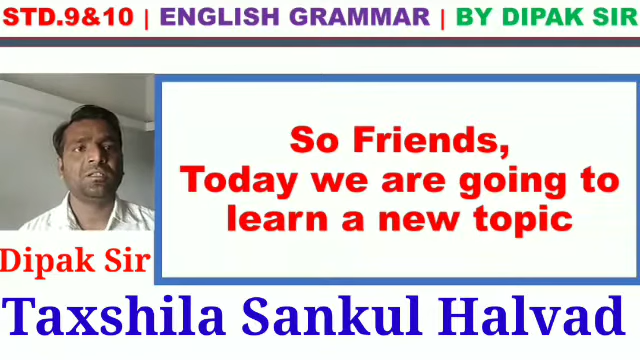 STD.9&10 | ENGLISH GRAMMAR | BY DIPAK SIR
So Friends,
Today we are going to
learn a new topic
Dipak Sir
Taxshila Sankul Halvad